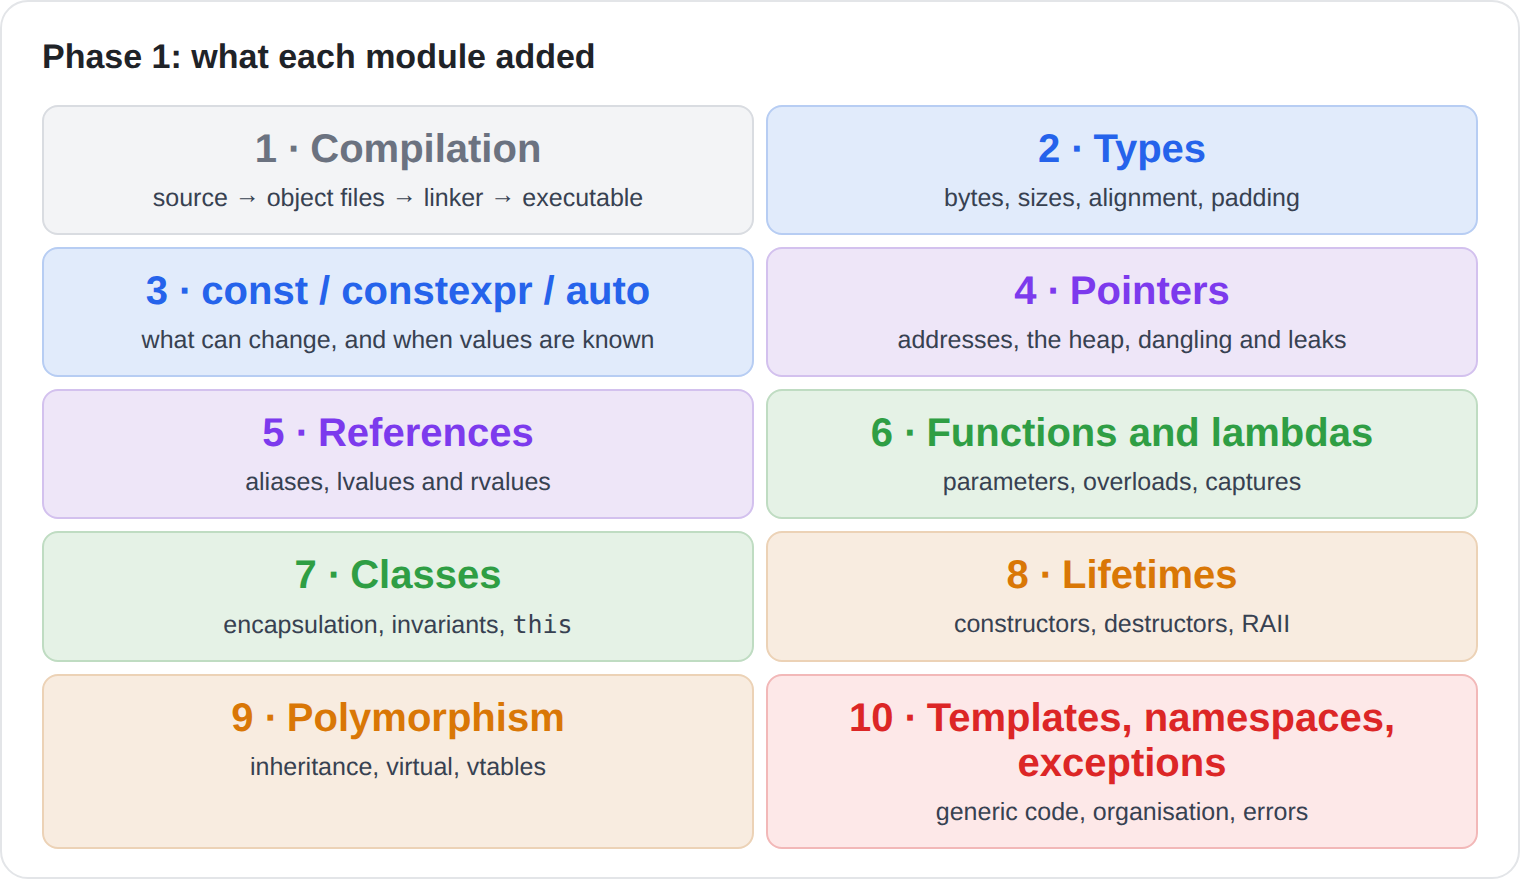 Phase 1: what each module added
1 · Compilation
source → object files → linker → executable
2 · Types
bytes, sizes, alignment, padding
3 · const / constexpr / auto
what can change, and when values are known
4 · Pointers
addresses, the heap, dangling and leaks
5 · References
aliases, lvalues and rvalues
6 · Functions and lambdas
parameters, overloads, captures
7 · Classes
encapsulation, invariants, this
8 · Lifetimes
constructors, destructors, RAII
9 · Polymorphism
inheritance, virtual, vtables
10 · Templates, namespaces,
exceptions
generic code, organisation, errors